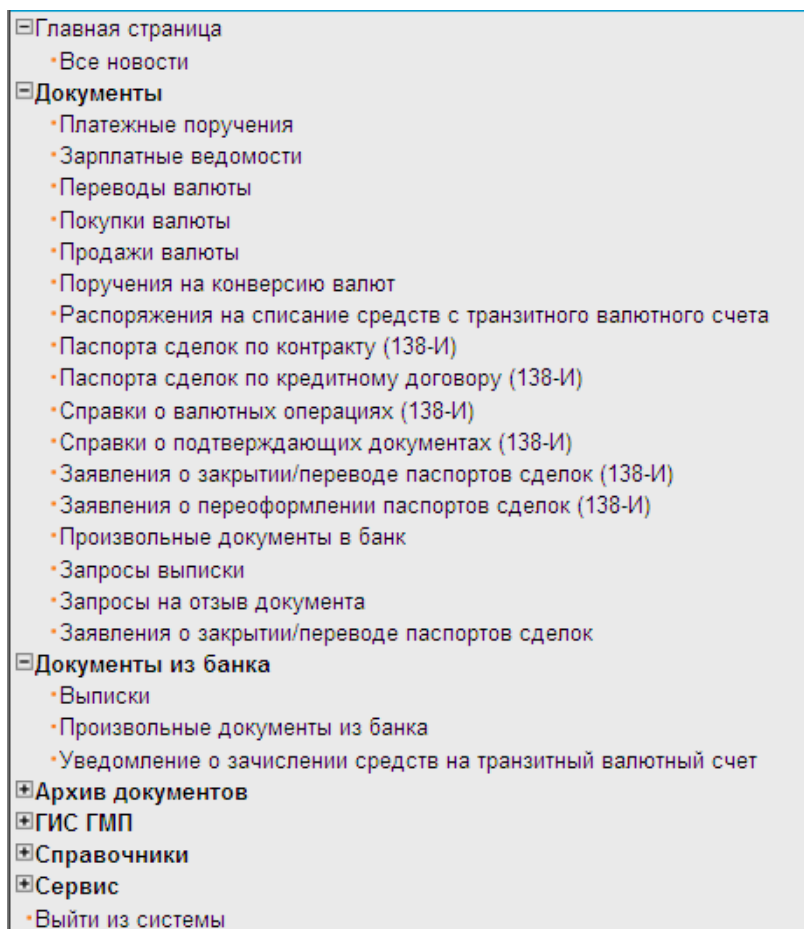 Главная страница
Все новости
Документы
Платежные поручения
Зарплатные ведомости
Переводы валюты
Покупки валюты
Продажи валюты
Поручения на конверсию валют
Распоряжения на списание средств с транзитного валютного счета
Паспорта сделок по контракту (138-И)
Паспорта сделок по кредитному договору (138-И)
Справки о валютных операциях (138-И)
Справки о подтверждающих документах (138-И)
Заявления о закрытии/переводе паспортов сделок (138-И)
Заявления о переоформлении паспортов сделок (138-И)
Произвольные документы в банк
Запросы выписки
Запросы на отзыв документа
Заявления о закрытии/переводе паспортов сделок
Документы из банка
Выписки
Произвольные документы из банка
Уведомление о зачислении средств на транзитный валютный счет
Архив документов
ГИС ГМП
Справочники
Сервис
Выйти из системы